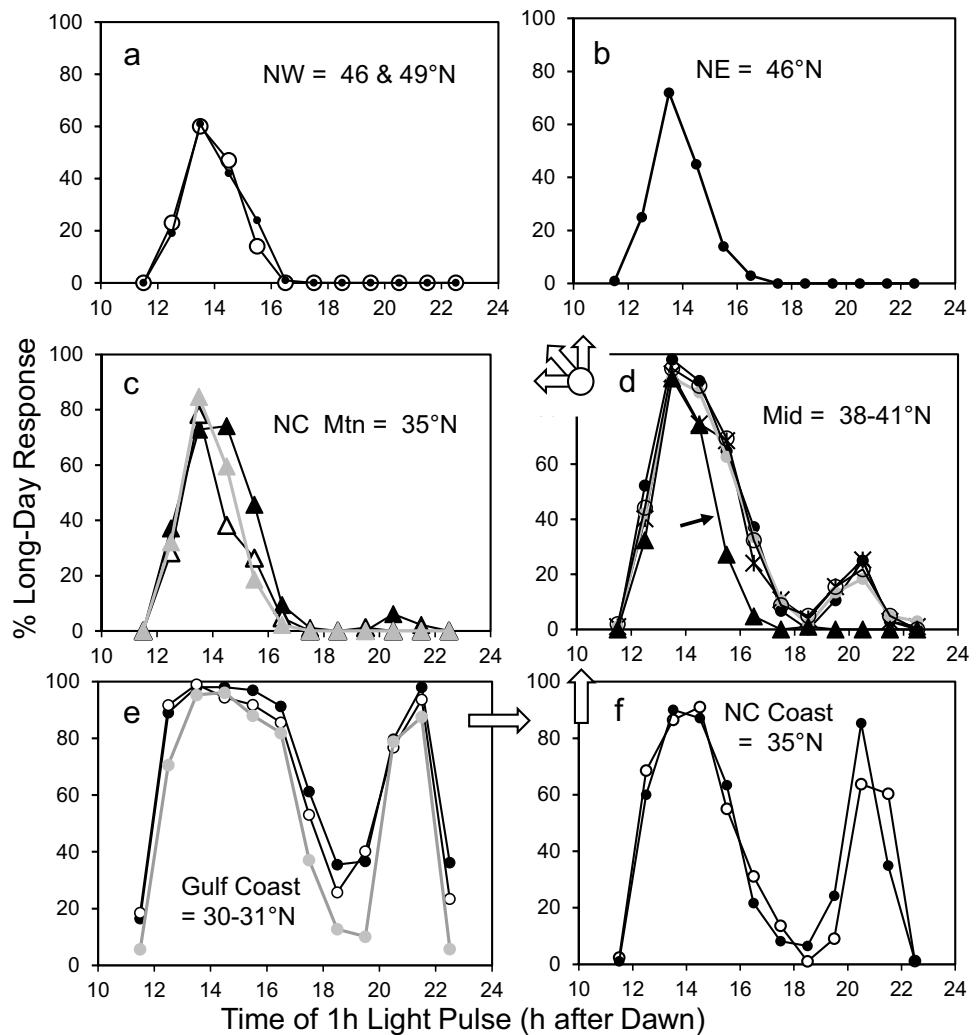 100
80
60
40
20
0
a
NW = 46 & 49°N
10 12 14 16 18 20 22 24
100
80
60
40
20
0
b
NE = 46°N
10 12 14 16 18 20 22 24
% Long-Day Response
100
80
60
40
20
0
c
NC Mtn = 35°N
10 12 14 16 18 20 22 24
80
60
40
20
0
d
Mid = 38-41°N
10 12 14 16 18 20 22 24
100
80
60
40
20
0
e
Gulf Coast
= 30-31°N
10 12 14 16 18 20 22 24
100
80
60
40
20
0
f
NC Coast
= 35°N
10 12 14 16 18 20 22 24
Time of 1h Light Pulse (h after Dawn)